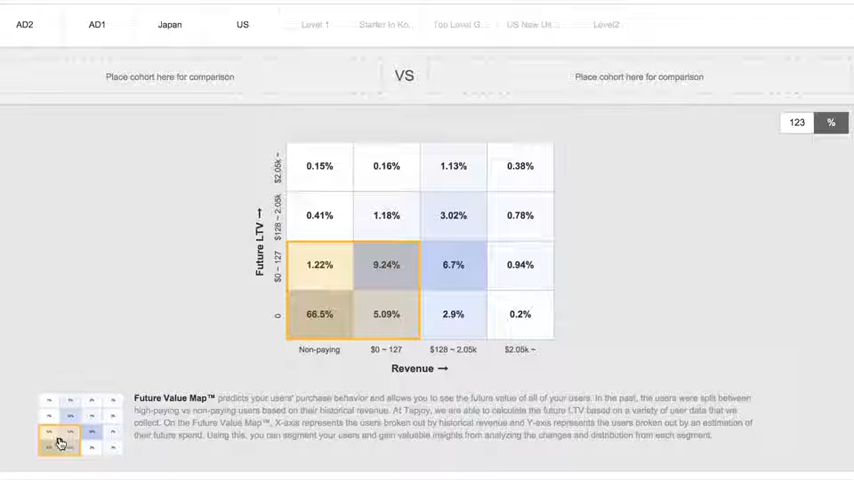 AD2 AD1 Japan US Level 1 Starter In Ko.. Top Level G... US New Us... Level2
Place cohort here for comparison VS Place cohort here for comparison
123 %
$2.05k ~ 0.15% 0.16% 1.13% 0.38%
$128 ~ 2.05k 0.41% 1.18% 3.02% 0.78%
Future LTV →
$0 ~ 127 1.22% 9.24% 6.7% 0.94%
0 66.5% 5.09% 2.9% 0.2%
Non-paying $0 ~ 127 $128 ~ 2.05k $2.05k ~
Revenue →
Future Value Map™ predicts your users' purchase behavior and allows you to see the future value of all of your users. In the past, the users were split between
high-paying vs non-paying users based on their historical revenue. At Tappy, we are able to calculate the future LTV based on a variety of user data that we
collect. On the Future Value Map™, X-axis represents the users broken out by historical revenue and Y-axis represents the users broken out by an estimation of
their future spend. Using this, you can segment your users and gain valuable insights from analyzing the changes and distribution from each segment.